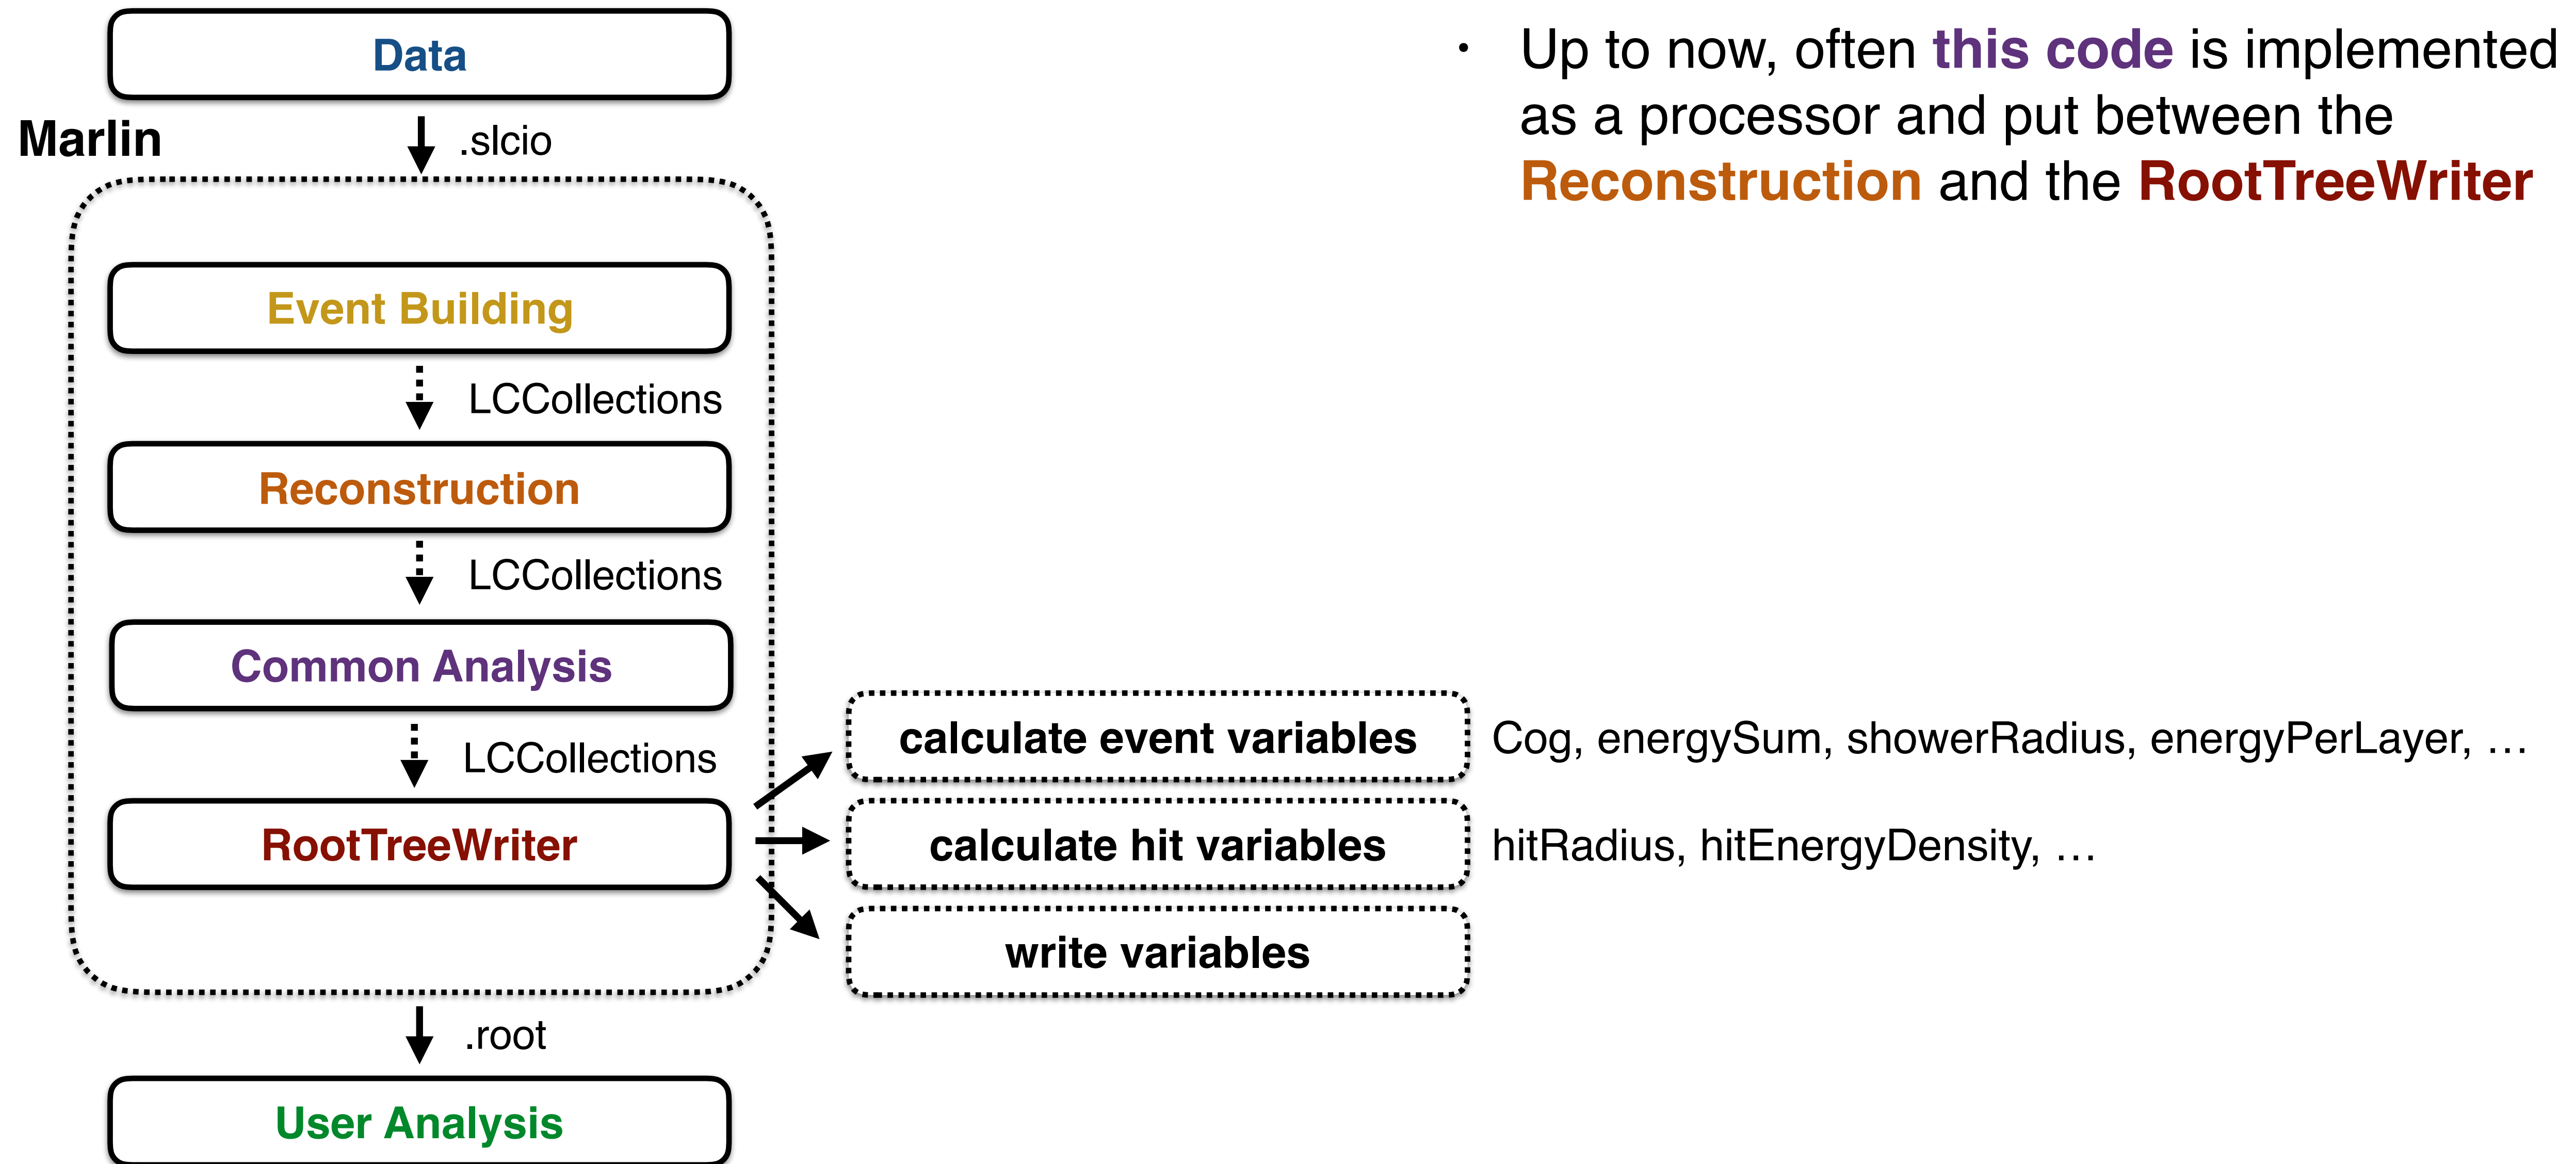 Data
Marlin
.slcio
Event Building
LCCollections
Reconstruction
LCCollections
Common Analysis
LCCollections
RootTreeWriter
.root
User Analysis
calculate event variables
Cog, energySum, showerRadius, energyPerLayer, …
calculate hit variables
hitRadius, hitEnergyDensity, …
write variables
• Up to now, often this code is implemented
as a processor and put between the
Reconstruction and the RootTreeWriter